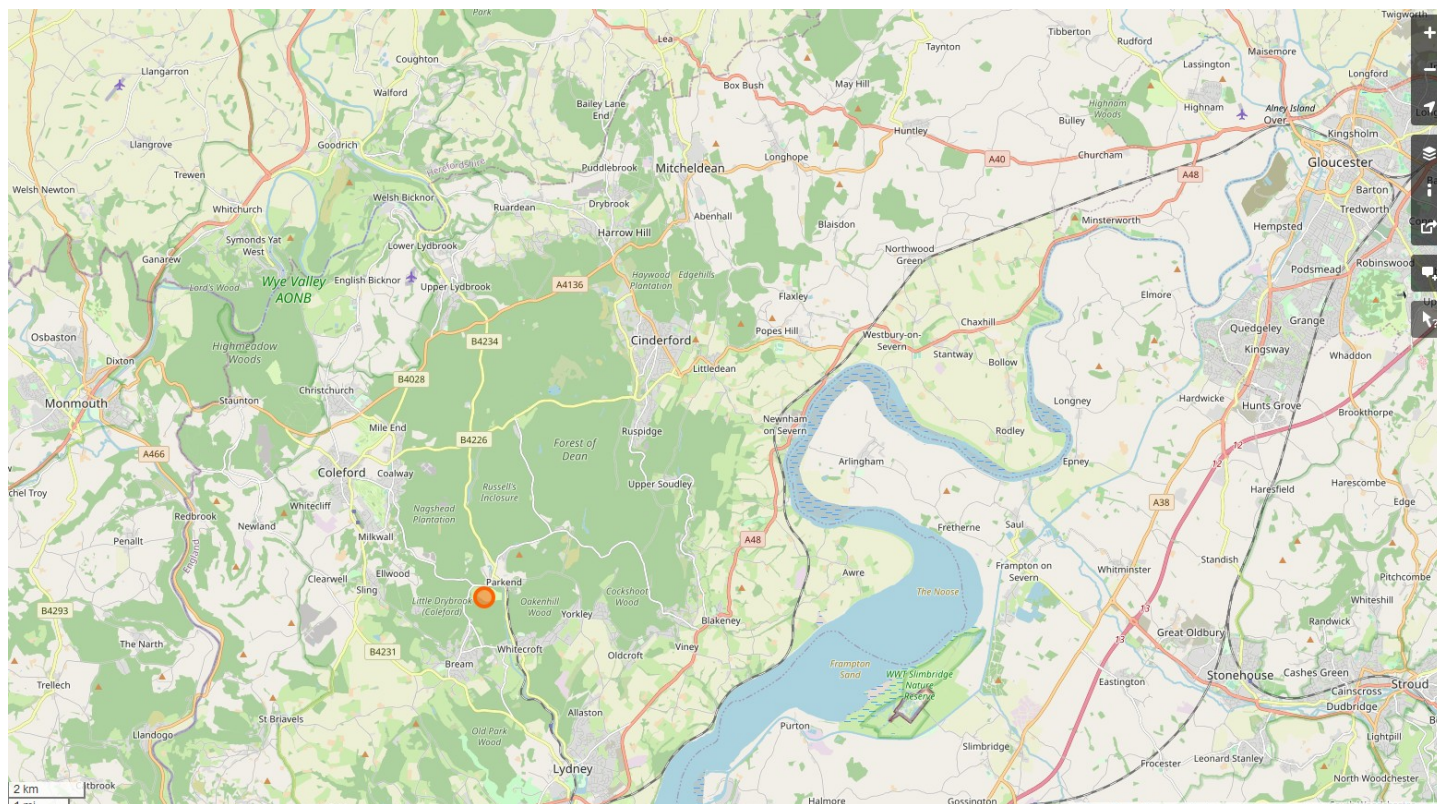 Park
Twigworth
Lea
Tibberton
Rudford
Maisemore
Coughton
Taynton
Lassington
Longford
Llangarron
Walford
Box Bush
May Hill
Bailey Lane
End
Highnam
Woods
Highnam
Alney Island
Over
Kingsholm
Bulley
Huntley
Goodrich
Llangrove
Herefordshire
Puddlebrook
Longhope
A40
Churcham
Gloucester
Mitcheldean
A48
Barton
Tredworth
Trewen
Welsh Newton
Welsh Bicknor
Whitchurch
Ruardean
Drybrook
Abenhall
Minsterworth
Blaisdon
Hempsted
Harrow Hill
Symonds Yat
West
Lower Lydbrook
Northwood
Green
Ganarew
Robinswood
Podsmead
Lord's Wood
Wye Valley
AONB
English Bicknor
Upper Lydbrook
A4136
Haywood
Plantation
Edgehills
Flaxley
Elmore
Grange
Quedgeley
Kingsway
Chaxhill
Popes Hill
Westbury-on-
Severn
Osbaston
Cinderford
B4234
Highmeadow
Woods
Stantway
Bollow
Whaddon
Dixton
Littledean
B4028
Christchurch
Staunton
Monmouth
Longney
Hardwicke
Hunts Grove
Brookthorpe
Newnham
on Severn
Mile End
Ruspidge
Rodley
B4226
Forest of
Dean
12
12
A466
Arlingham
Epney
Coleford
Coalway
Upper Soudley
Russell's
Inclosure
Harescombe
Haresfield
Edge
Whitecliff
Nagshead
Plantation
A38
Redbrook
Newland
Fretherne
Saul
Milkwall
Penallt
England
A48
Standish
Frampton on
Severn
Whitminster
Pitchcombe
Clearwell
Ellwood
Sling
Parkend
Awre
Little Drybrook
(Coleford)
Oakenhill
Wood
Cockshoot
Wood
The Noose
B4293
Yorkley
Whiteshill
13
Blakeney
Randwick
The Narth
Great Oldbury
13
Whitecroft
Viney
B4231
Bream
Oldcroft
Frampton
Sand
WWT Slimbridge
Nature
Reserve
Stonehouse
Cashes Green
Trellech
Eastington
Cainscross
Stroud
Dudbridge
Allaston
St Briavels
Purton
Old Park
Wood
Llandogo
Lightpill
Slimbridge
Leonard Stanley
Frocester
Lydney
North Woodchester
2 km
Halmore
Gossington